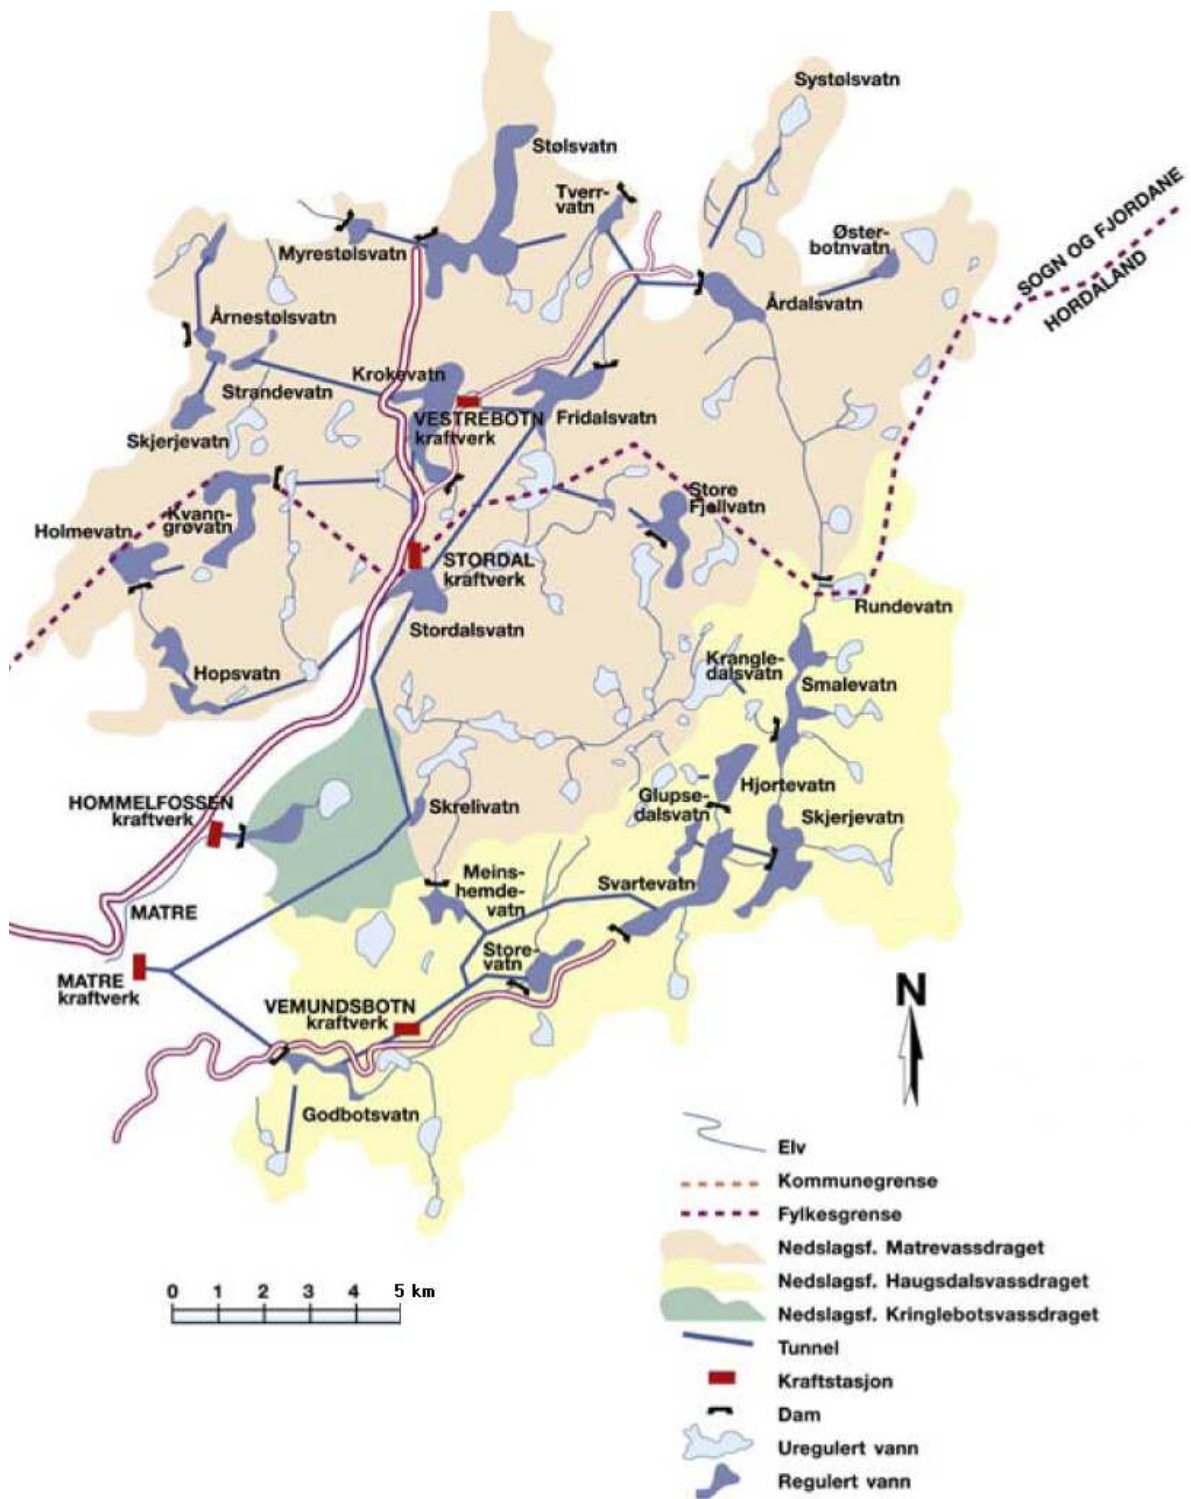 Systølsvatn
Stølsvatn
Tverr-
vatn
SOGN OG FJORDANE
HORDALAND
Øster-
botnvatn
Myrestølsvatn
Årdalsvatn
Årnestølsvatn
Krokevatn
Strandevatn
VESTREBOTN
kraftverk
Fridalsvatn
Skjerjevatn
Store
Fjellvatn
Kvann-
grøvatn
Holmevatn
STORDAL
kraftverk
Rundevatn
Stordalsvatn
Krangle-
dalsvatn
Hopsvatn
Smalevatn
Hjortevatn
Glupse-
dalsvatn
HOMMELFOSSEN
kraftverk
Skrelivatn
Skjerjevatn
Meins-
hemde-
vatn
Svartevatn
MATRE
Store-
vatn
MATRE
kraftverk
VEMUNDSBOTN
kraftverk
N
Godbotsvatn
Elv
Kommunegrense
Fylkesgrense
Nedslagsf. Matrevassdraget
Nedslagsf. Haugsdalsvassdraget
Nedslagsf. Kringlebotsvassdraget
Tunnel
Kraftstasjon
Dam
Uregulert vann
Regulert vann
0 1 2 3 4 5 km